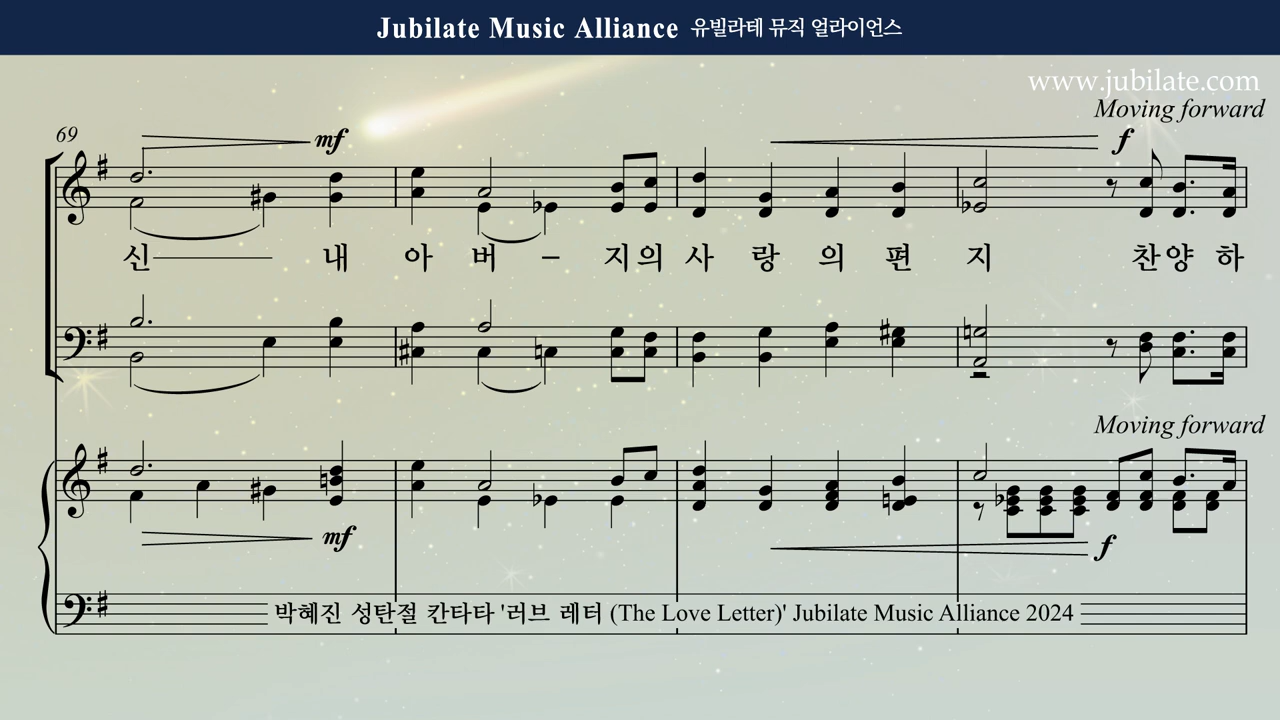 Jubilate Music Alliance 유빌라테 뮤직 얼라이언스
www.jubilate.com
Moving forward
69
mf
f
신 내 아 버 – 지의 사 랑 의 편 지 찬양 하
Moving forward
mf
f
박혜진 성탄절 칸타타 '러브 레터 (The Love Letter)' Jubilate Music Alliance 2024